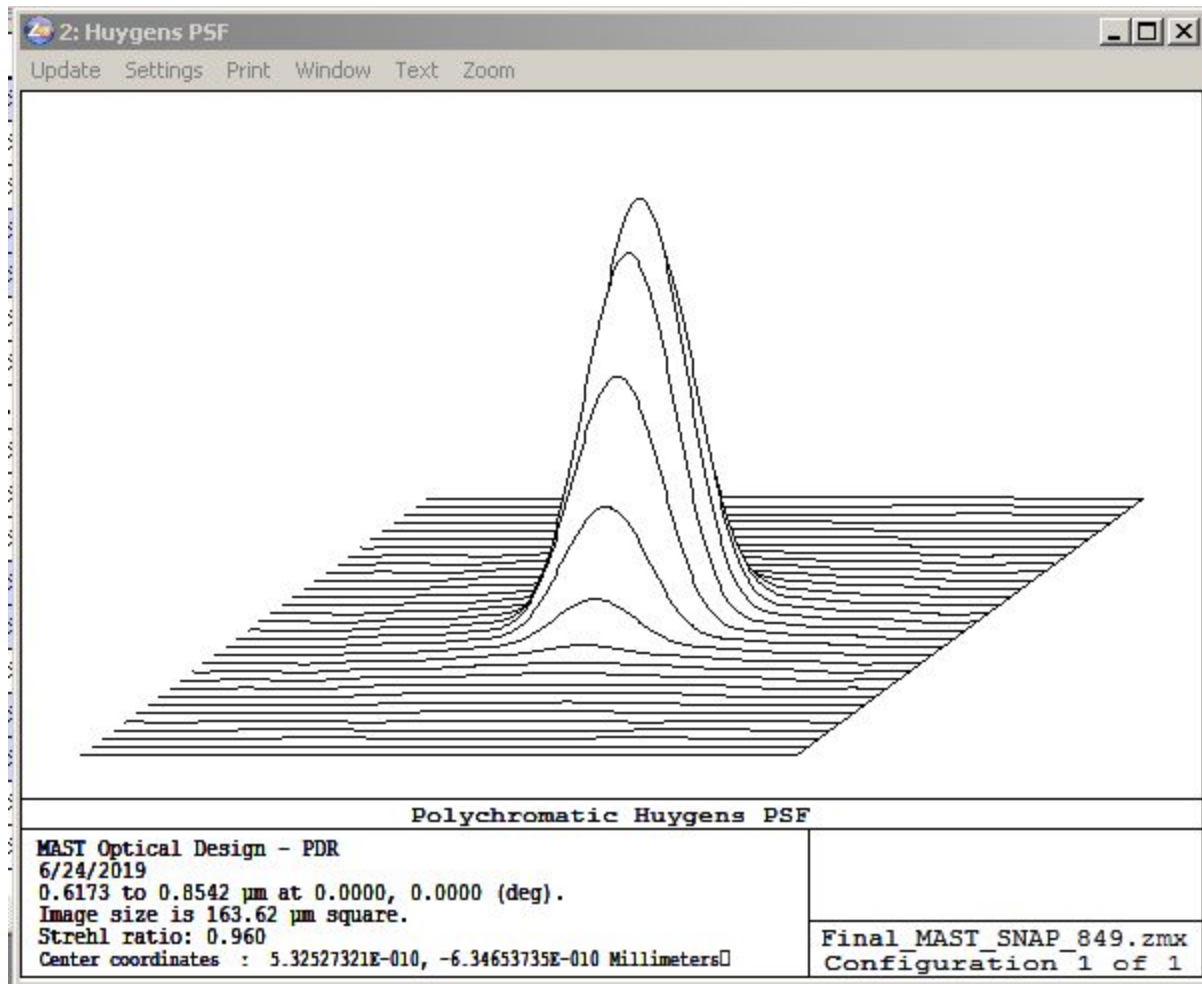 2: Huygens PSF
Update Settings Print Window Text Zoom
Polychromatic Huygens PSF
MAST Optical Design - PDR
6/24/2019
0.6173 to 0.8542 µm at 0.0000, 0.0000 (deg).
Image size is 163.62 µm square.
Strehl ratio: 0.960
Center coordinates : 5.32527321E-010, -6.34653735E-010 Millimeters
Final_MAST_SNAP_849.zmx
Configuration 1 of 1